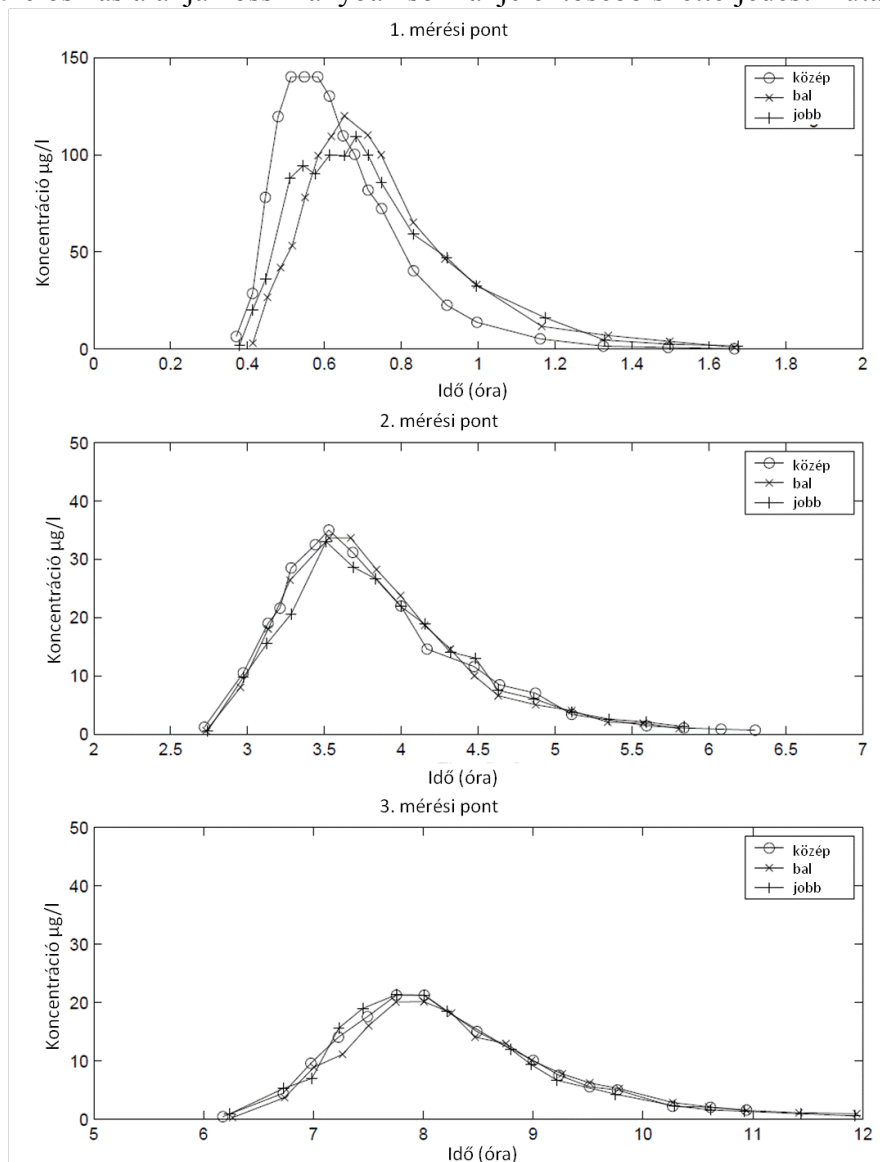 1. mérési pont
150
100
50
0
Koncentráció µg/l
közép
bal
jobb
0 0.2 0.4 0.6 0.8 1 1.2 1.4 1.6 1.8 2
Idő (óra)
2. mérési pont
50
40
30
20
10
0
Koncentráció µg/l
közép
bal
jobb
2 2.5 3 3.5 4 4.5 5 5.5 6 6.5 7
Idő (óra)
3. mérési pont
50
40
30
20
10
0
Koncentráció µg/l
közép
bal
jobb
5 6 7 8 9 10 11 12
Idő (óra)